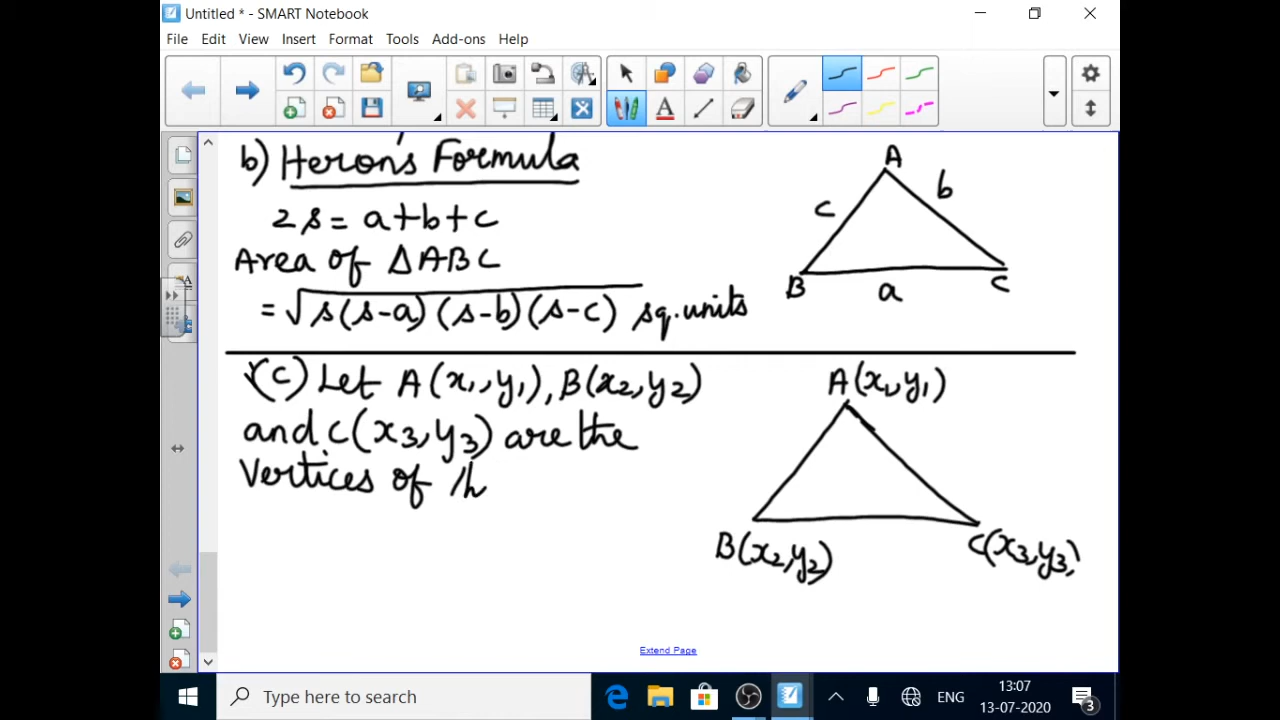 Untitled * - SMART Notebook
File Edit View Insert Format Tools Add-ons Help
b) Heron's Formula
2s = a+b+c
Area of ΔABC
= √s(s-a) (s-b)(s-c) sq.units
A
c
b
B
a
C
(c) Let A(x1,y1), B(x2,y2)
and C(x3,y3) are the
Vertices of
A(x1,y1)
B(x2,y2)
C(x3,y3)
Extend Page
Type here to search
ENG
13:07
13-07-2020
3